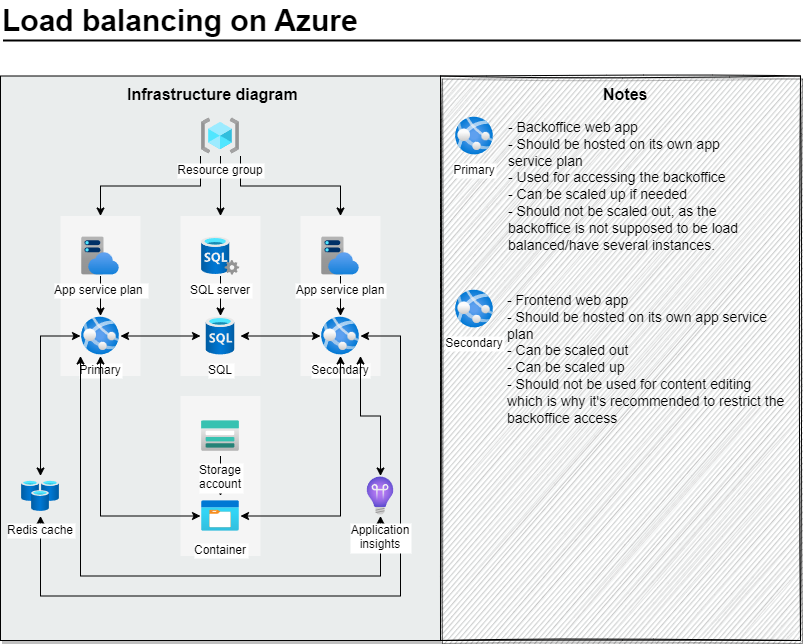 Load balancing on Azure
Infrastructure diagram
Resource group
App service plan
SQL server
App service plan
Primary
SQL
Secondary
Storage
account
Redis cache
Container
Application
insights
Notes
Primary
- Backoffice web app
- Should be hosted on its own app
service plan
- Used for accessing the backoffice
- Can be scaled up if needed
- Should not be scaled out, as the
backoffice is not supposed to be load
balanced/have several instances.
Secondary
- Frontend web app
- Should be hosted on its own app service
plan
- Can be scaled out
- Can be scaled up
- Should not be used for content editing
which is why it's recommended to restrict the
backoffice access
SQL
SQL